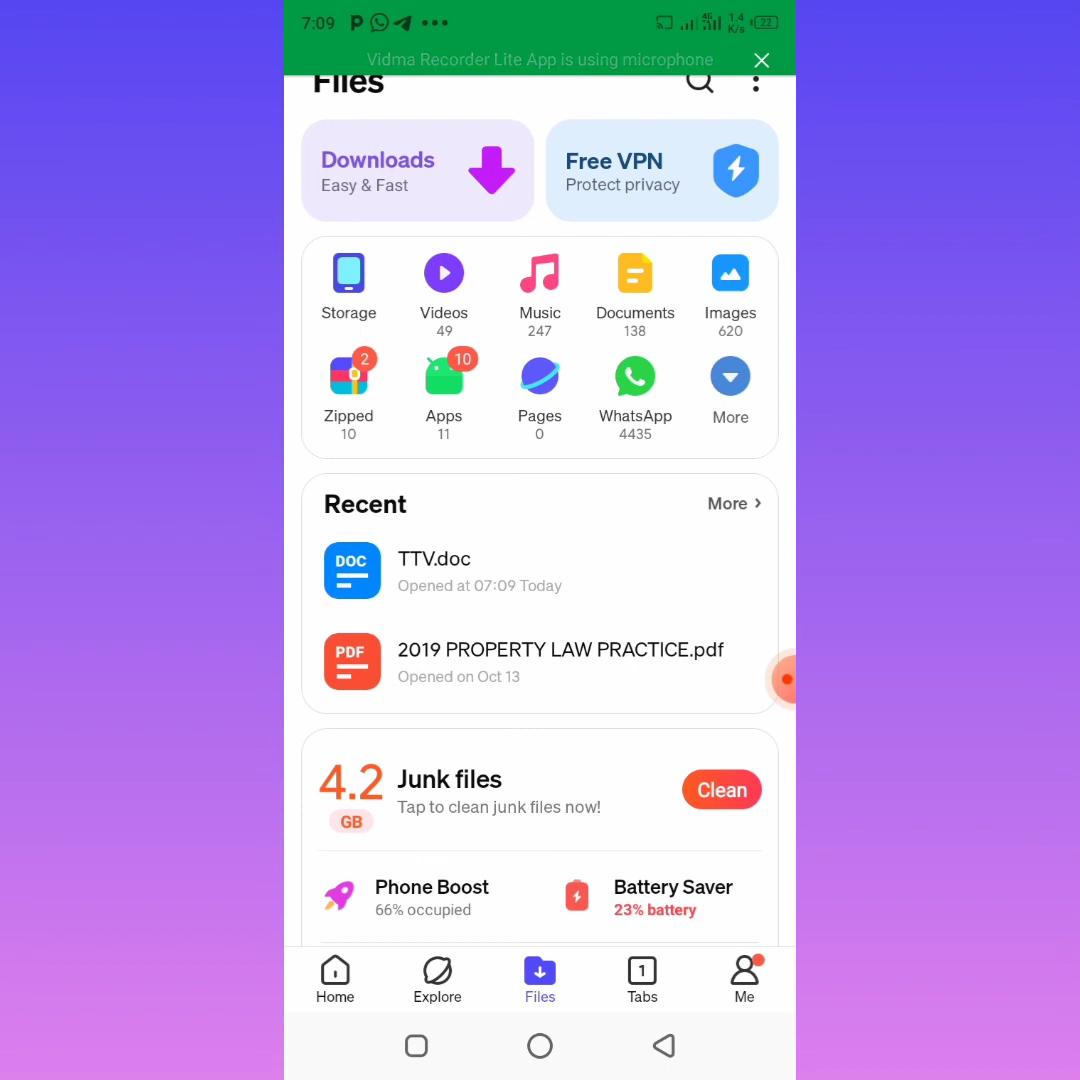 7:09
4G
1.4
K/s
22
Vidma Recorder Lite App is using microphone
Files
Downloads
Easy & Fast
Free VPN
Protect privacy
Storage
Videos
49
Music
247
Documents
138
Images
620
2
Zipped
10
10
Apps
11
Pages
0
WhatsApp
4435
More
Recent
More >
DOC
TTV.doc
Opened at 07:09 Today
PDF
2019 PROPERTY LAW PRACTICE.pdf
Opened on Oct 13
4.2
GB
Junk files
Tap to clean junk files now!
Clean
Phone Boost
66% occupied
Battery Saver
23% battery
Home
Explore
Files
1
Tabs
Me